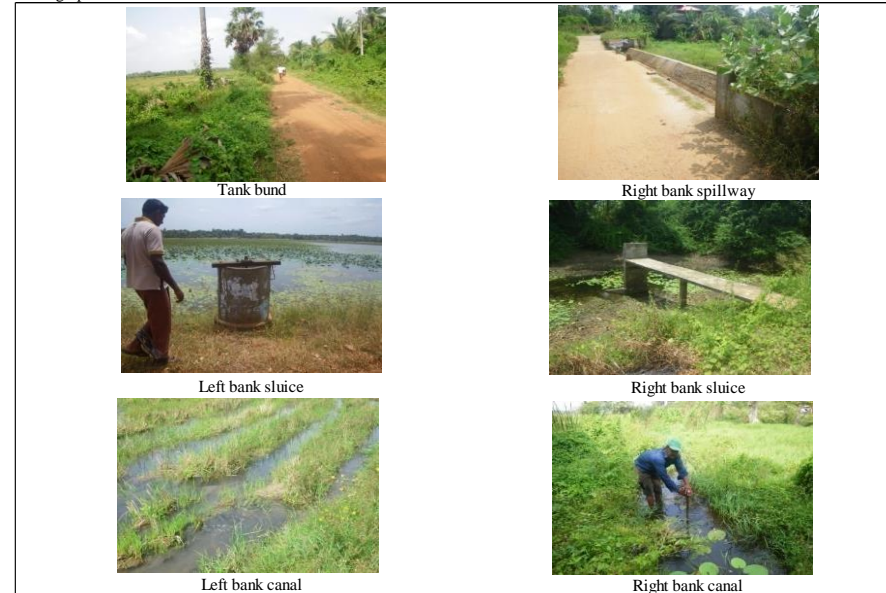 Tank bund
Right bank spillway
Left bank sluice
Right bank sluice
Left bank canal
Right bank canal